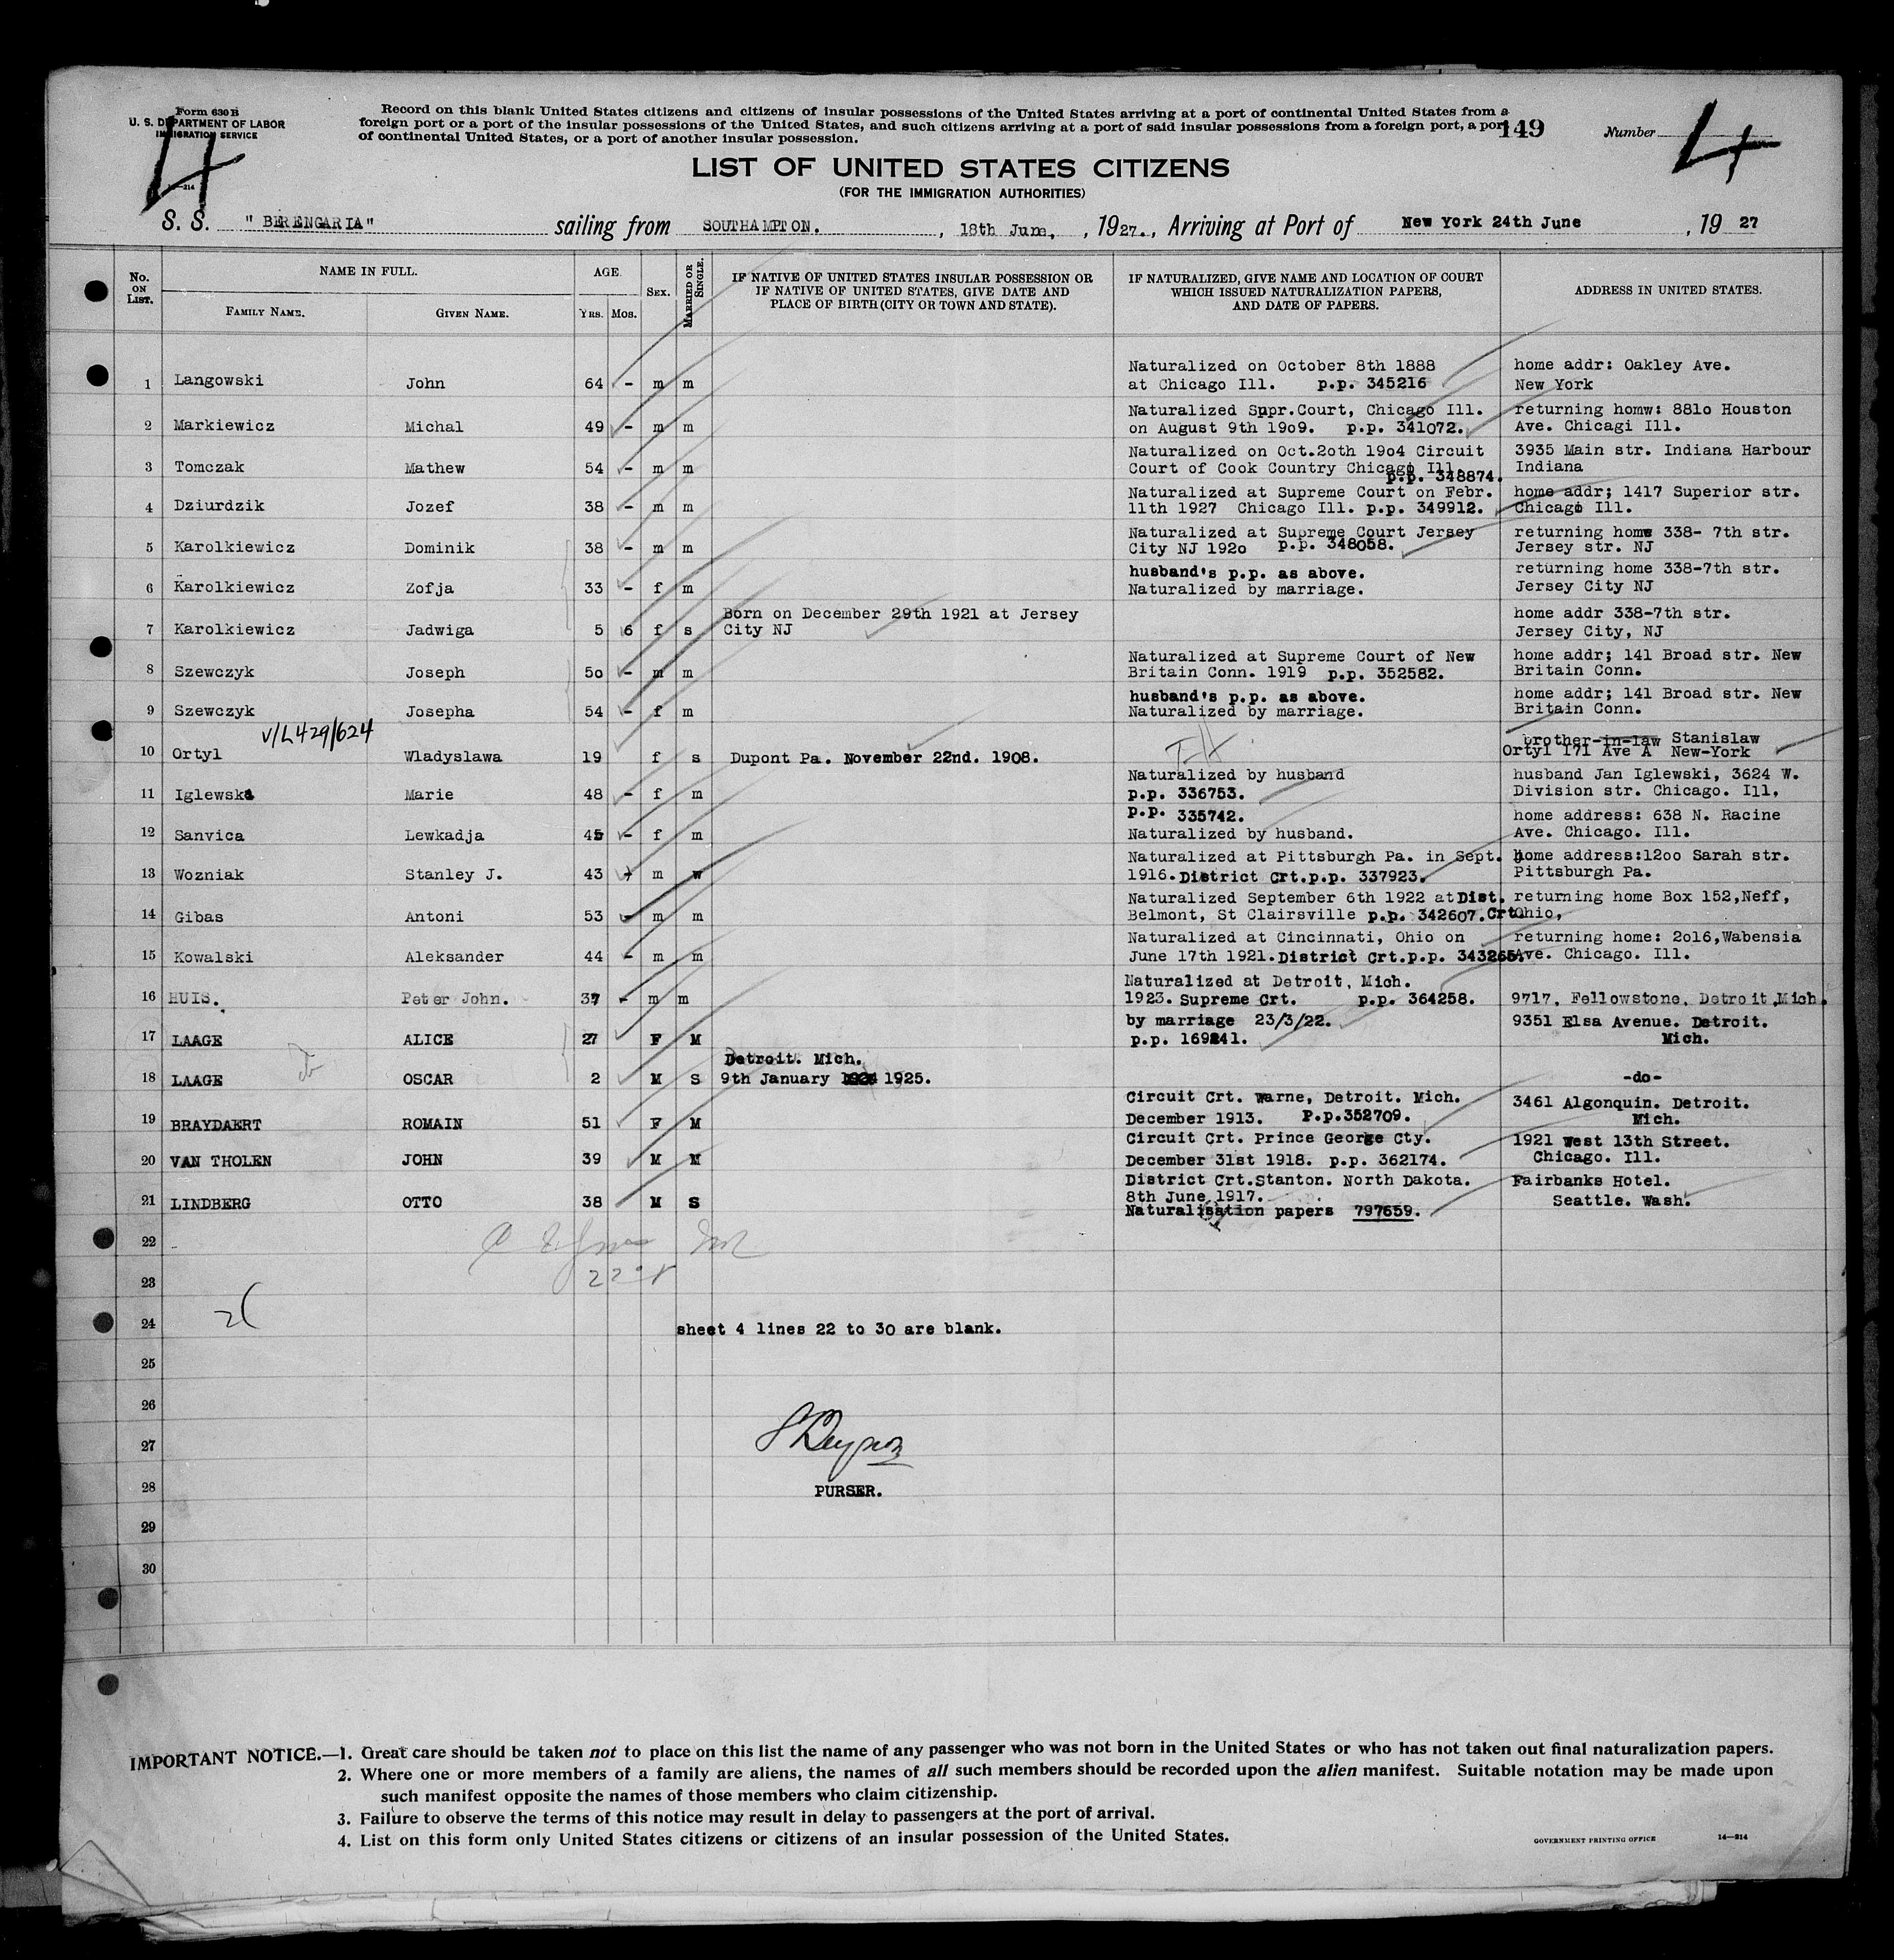 Form 630 B
U. S. DEPARTMENT OF LABOR
IMMIGRATION SERVICE
14—214
4
Record on this blank United States citizens and citizens of insular possessions of the United States arriving at a port of continental United States from a
foreign port or a port of the insular possessions of the United States, and such citizens arriving at a port of said insular possessions from a foreign port, a port
of continental United States, or a port of another insular possession.
149
Number 4
LIST OF UNITED STATES CITIZENS
(FOR THE IMMIGRATION AUTHORITIES)
S. S. "BERENGARIA" sailing from SOUTHAMPTON. , 18th June, , 1927., Arriving at Port of New York 24th June , 19 27
No. ON LIST.
NAME IN FULL.
FAMILY NAME.
GIVEN NAME.
AGE.
YRS. MOS.
SEX.
MARRIED OR SINGLE.
IF NATIVE OF UNITED STATES INSULAR POSSESSION OR
IF NATIVE OF UNITED STATES, GIVE DATE AND
PLACE OF BIRTH (CITY OR TOWN AND STATE).
IF NATURALIZED, GIVE NAME AND LOCATION OF COURT
WHICH ISSUED NATURALIZATION PAPERS,
AND DATE OF PAPERS.
ADDRESS IN UNITED STATES.
Naturalized on October 8th 1888 home addr: Oakley Ave.
1 Langowski John 64 - m m at Chicago Ill. p.p. 345216 New York
Naturalized Suppr.Court, Chicago Ill. returning homw: 881o Houston
2 Markiewicz Michal 49 - m m on August 9th 19o9. p.p. 341072. Ave. Chicagi Ill.
Naturalized on Oct.2oth 19o4 Circuit 3935 Main str. Indiana Harbour
3 Tomczak Mathew 54 - m m Court of Cook Country Chicago Ill. Indiana
p.p. 348874.
Naturalized at Supreme Court on Febr. home addr; 1417 Superior str.
4 Dziurdzik Jozef 38 - m m 11th 1927 Chicago Ill. p.p. 349912. Chicago Ill.
Naturalized at Supreme Court Jersey returning home 338- 7th str.
5 Karolkiewicz Dominik 38 - m m City NJ 192o p.p. 348058. Jersey str. NJ
husband's p.p. as above. returning home 338-7th str.
6 Karolkiewicz Zofja 33 - f m Naturalized by marriage. Jersey City NJ
Born on December 29th 1921 at Jersey home addr 338-7th str.
7 Karolkiewicz Jadwiga 5 6 f s City NJ Jersey City, NJ
Naturalized at Supreme Court of New home addr; 141 Broad str. New
8 Szewczyk Joseph 5o - m m Britain Conn. 1919 p.p. 352582. Britain Conn.
husband's p.p. as above. home addr; 141 Broad str. New
9 Szewczyk Josepha 54 - f m Naturalized by marriage. Britain Conn.
V/L429/624
brother-in-law Stanislaw
10 Ortyl Wladyslawa 19 f s Dupont Pa. November 22nd. 1908. Ortyl 171 Ave A New-York
Naturalized by husband husband Jan Iglewski, 3624 W.
11 Iglewska Marie 48 - f m p.p. 336753. Division str. Chicago. Ill,
p.p. 335742. home address: 638 N. Racine
12 Sanvica Lewkadja 45 - f m Naturalized by husband. Ave. Chicago. Ill.
Naturalized at Pittsburgh Pa. in Sept. home address:12oo Sarah str.
13 Wozniak Stanley J. 43 m w 1916.District Crt.p.p. 337923. Pittsburgh Pa.
Naturalized September 6th 1922 at Dist. returning home Box 152,Neff,
14 Gibas Antoni 53 - m m Belmont, St Clairsville p.p. 342607.Crt. Ohio,
Naturalized at Cincinnati, Ohio on returning home: 2o16,Wabensia
15 Kowalski Aleksander 44 - m m June 17th 1921.District Crt.p.p. 343265. Ave. Chicago. Ill.
Naturalized at Detroit, Mich.
16 HUIS. Peter John. 37 - m m 1923. Supreme Crt. p.p. 364258. 9717. Fellowstone. Detroit.Mich.
by marriage 23/3/22. 9351 Elsa Avenue. Detroit.
17 LAAGE ALICE 27 F M p.p. 169241. Mich.
Detroit. Mich.
18 LAAGE OSCAR 2 M S 9th January 1925. -do-
Circuit Crt. Warne, Detroit. Mich. 3461 Algonquin. Detroit.
19 BRAYDAERT ROMAIN 51 F M December 1913. P.p.352709. Mich.
Circuit Crt. Prince George Cty. 1921 West 13th Street.
20 VAN THOLEN JOHN 39 M M December 31st 1918. p.p. 362174. Chicago. Ill.
District Crt.Stanton. North Dakota. Fairbanks Hotel.
21 LINDBERG OTTO 38 M S 8th June 1917. Seattle. Wash.
Naturalisation papers 797659.
22
23
24
sheet 4 lines 22 to 30 are blank.
25
26
27
28
PURSER.
29
30
IMPORTANT NOTICE.—1. Great care should be taken not to place on this list the name of any passenger who was not born in the United States or who has not taken out final naturalization papers.
2. Where one or more members of a family are aliens, the names of all such members should be recorded upon the alien manifest. Suitable notation may be made upon
such manifest opposite the names of those members who claim citizenship.
3. Failure to observe the terms of this notice may result in delay to passengers at the port of arrival.
4. List on this form only United States citizens or citizens of an insular possession of the United States.
GOVERNMENT PRINTING OFFICE 14—214